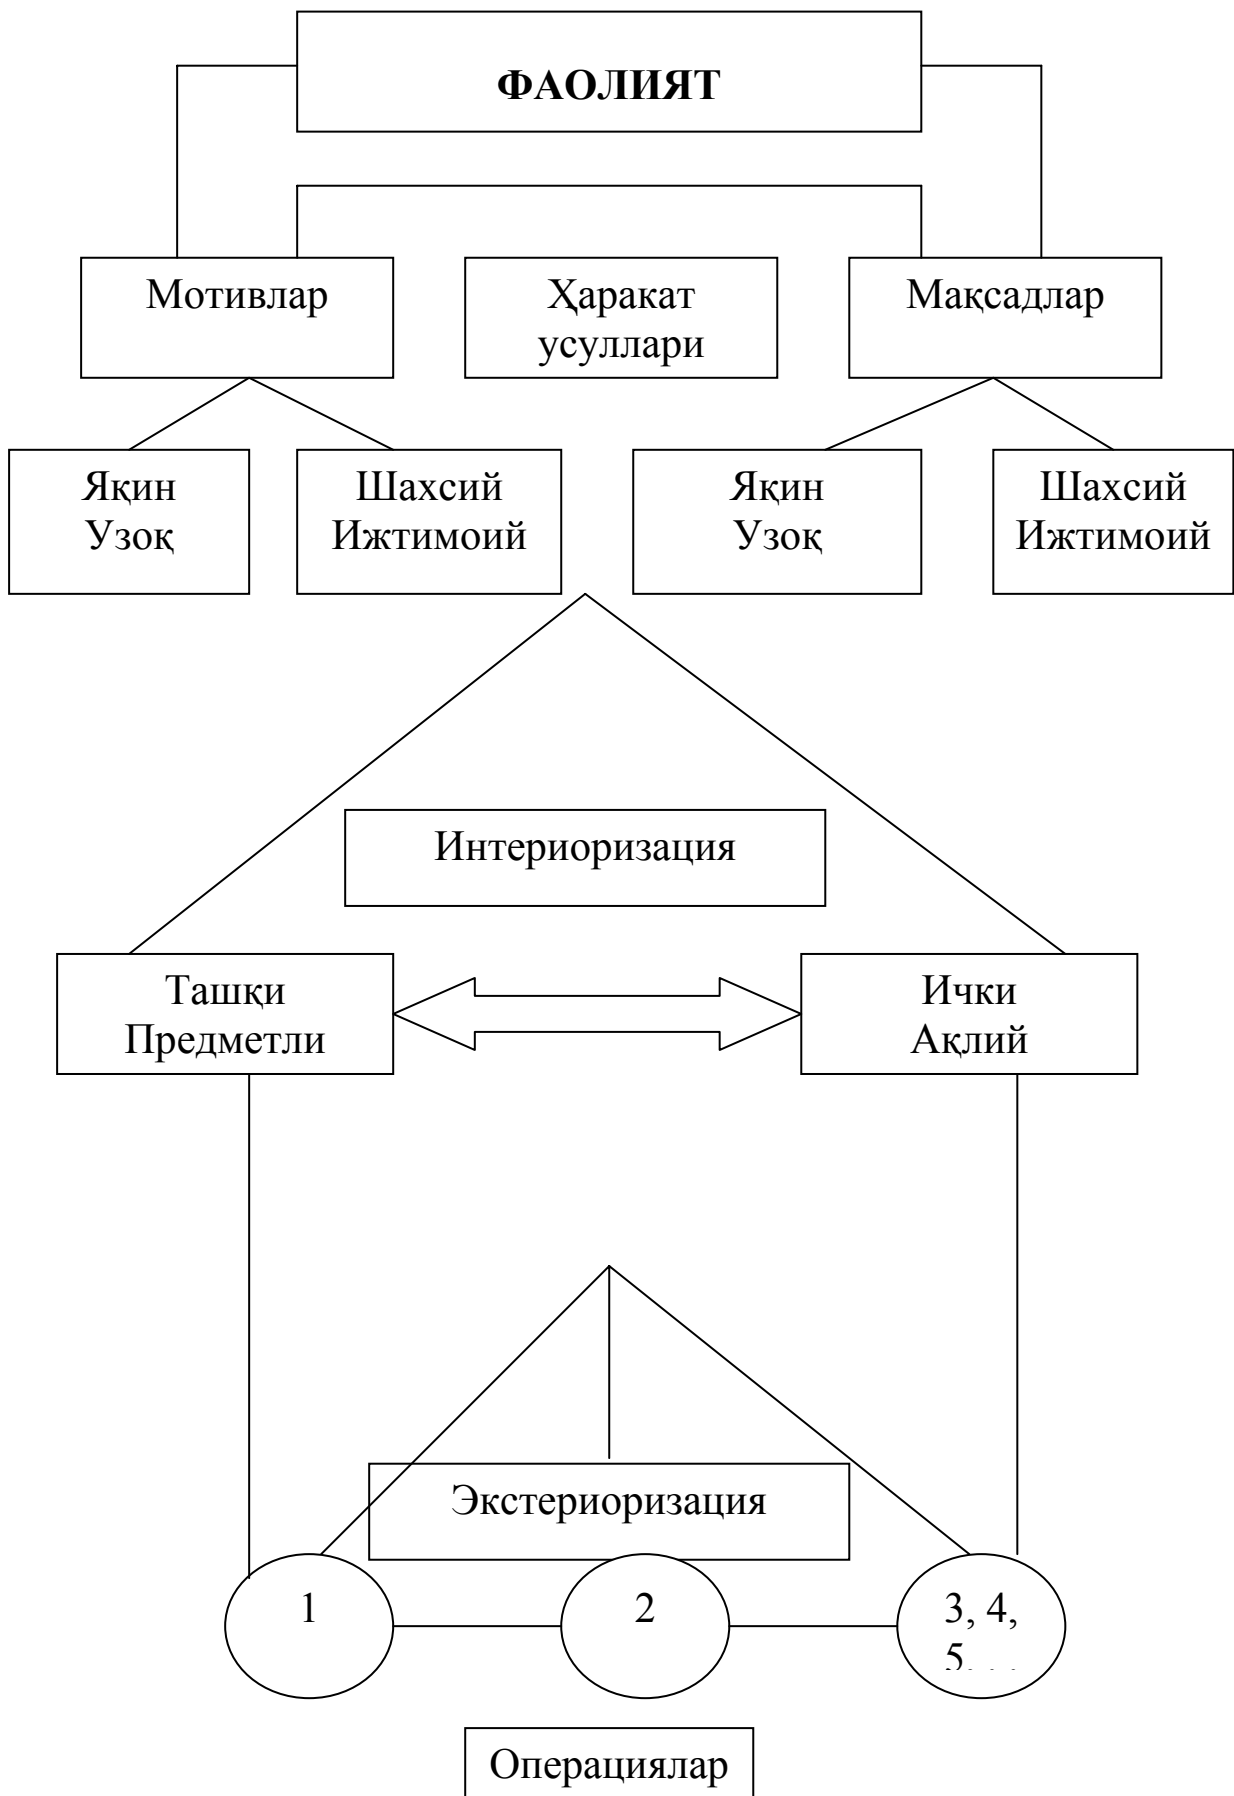 ФАОЛИЯТ
Мотивлар
Ҳаракат
усуллари
Мақсадлар
Яқин
Узоқ
Шахсий
Ижтимоий
Яқин
Узоқ
Шахсий
Ижтимоий
Интериоризация
Ташқи
Предметли
Ички
Ақлий
Экстериоризация
1
2
3, 4,
5, . .
Операциялар